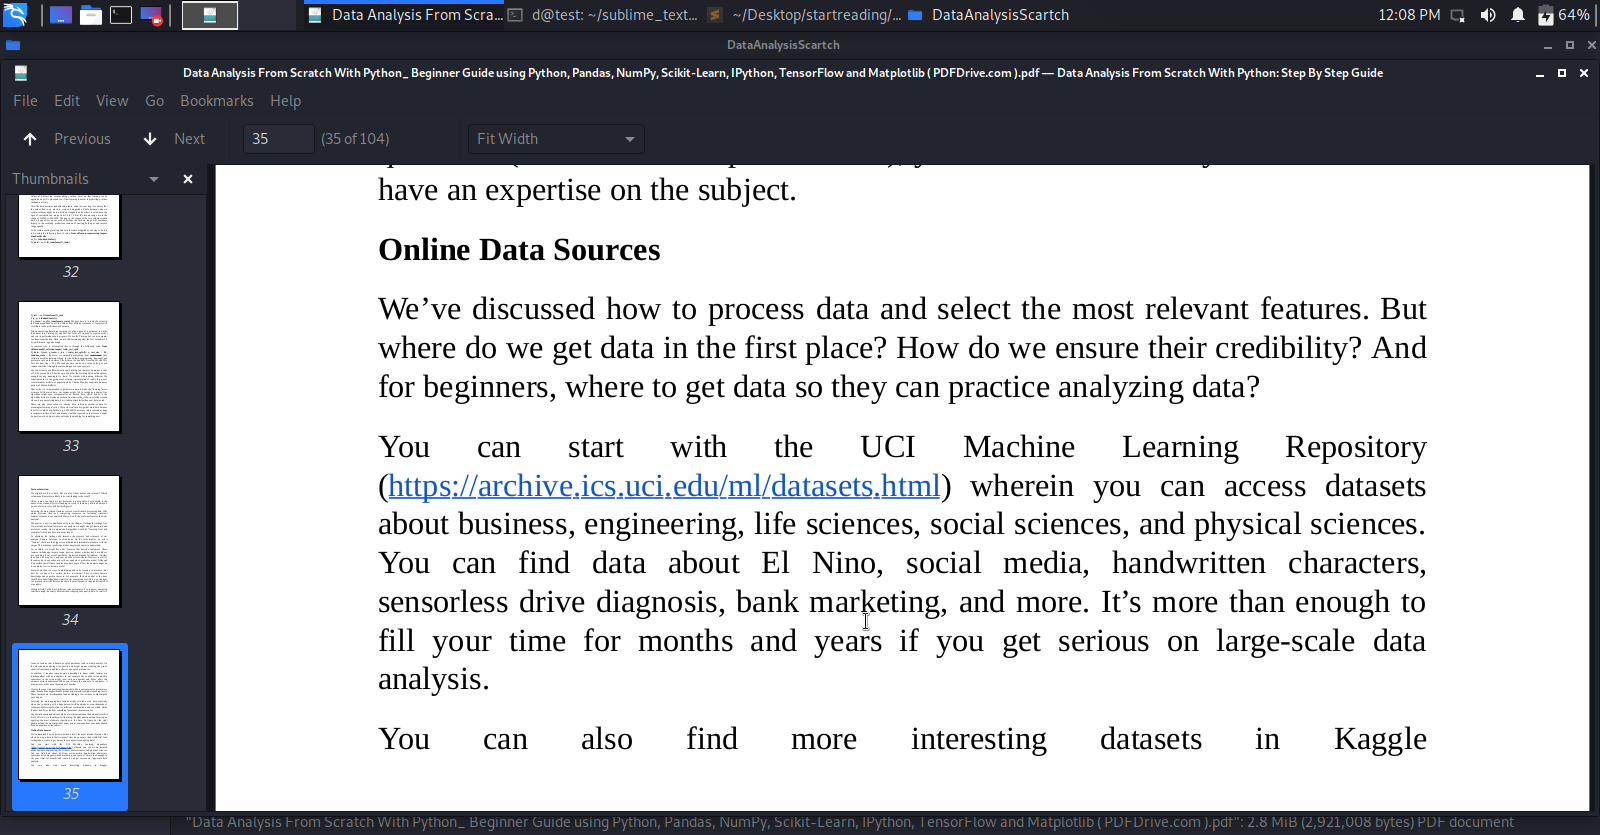 Data Analysis From Scra...
d@test: ~/sublime_text...
~/Desktop/startreading/...
DataAnalysisScartch
12:08 PM
64%
DataAnalysisScartch
Data Analysis From Scratch With Python_ Beginner Guide using Python, Pandas, NumPy, Scikit-Learn, IPython, TensorFlow and Matplotlib ( PDFDrive.com ).pdf — Data Analysis From Scratch With Python: Step By Step Guide
File Edit View Go Bookmarks Help
Previous Next 35 (35 of 104) Fit Width
Thumbnails
32
33
34
35
have an expertise on the subject.
Online Data Sources
We’ve discussed how to process data and select the most relevant features. But
where do we get data in the first place? How do we ensure their credibility? And
for beginners, where to get data so they can practice analyzing data?
You can start with the UCI Machine Learning Repository
(https://archive.ics.uci.edu/ml/datasets.html) wherein you can access datasets
about business, engineering, life sciences, social sciences, and physical sciences.
You can find data about El Nino, social media, handwritten characters,
sensorless drive diagnosis, bank marketing, and more. It’s more than enough to
fill your time for months and years if you get serious on large-scale data
analysis.
You can also find more interesting datasets in Kaggle
"Data Analysis From Scratch With Python_ Beginner Guide using Python, Pandas, NumPy, Scikit-Learn, IPython, TensorFlow and Matplotlib ( PDFDrive.com ).pdf": 2.8 MiB (2,921,008 bytes) PDF document